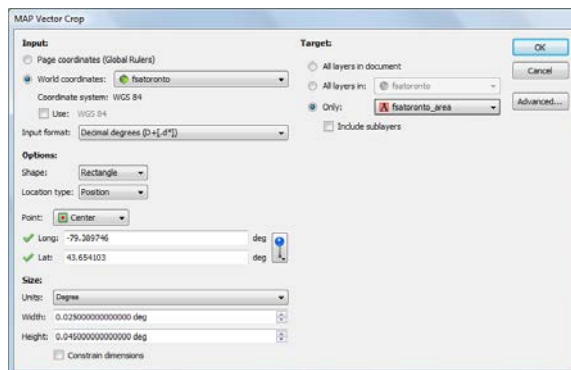 MAP Vector Crop
Input:
Page coordinates (Global Rulers)
World coordinates: fsatoronto
Coordinate system: WGS 84
Use: WGS 84
Input format: Decimal degrees (D+[.d*])
Options:
Shape: Rectangle
Location type: Position
Point: Center
Long: -79.389746 deg
Lat: 43.654103 deg
Size:
Units: Degree
Width: 0.025000000000000 deg
Height: 0.045000000000000 deg
Constrain dimensions
Target:
All layers in document
All layers in: fsatoronto
Only: fsatoronto_area
Include sublayers
OK
Cancel
Advanced...